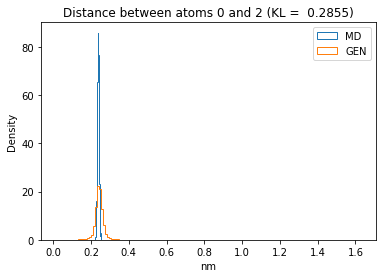 Distance between atoms 0 and 2 (KL =  0.2855)
MD
GEN
80
60
40
20
0
Density
0.0 0.2 0.4 0.6 0.8 1.0 1.2 1.4 1.6
nm